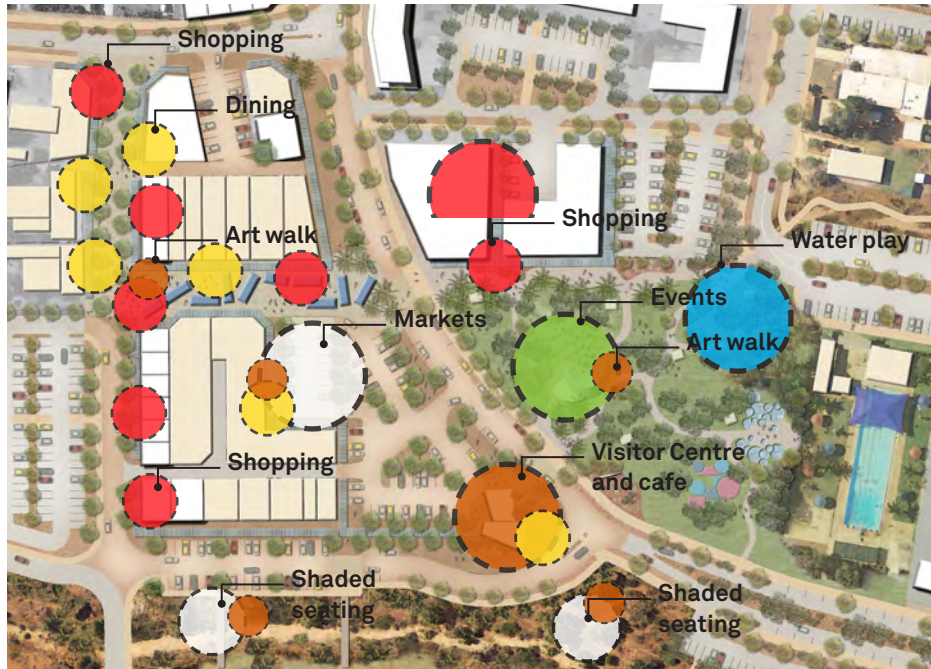 Shopping
Dining
Art walk
Shopping
Water play
Markets
Events
Art walk
Shopping
Visitor Centre
and cafe
Shaded
seating
Shaded
seating